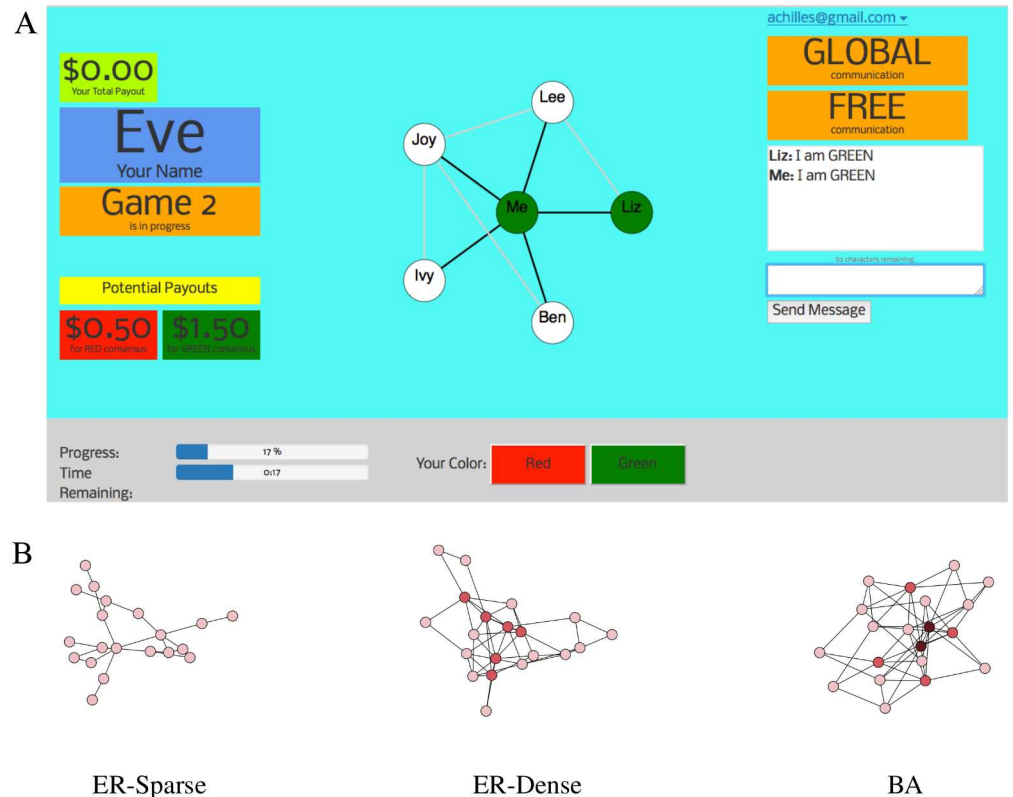 A
achilles@gmail.com
$0.00
Your Total Payout
Eve
Your Name
Game 2
is in progress
Potential Payouts
$0.50
for RED consensus
$1.50
for GREEN consensus
Lee
Joy
Me
Liz
Ivy
Ben
GLOBAL
communication
FREE
communication
Liz: I am GREEN
Me: I am GREEN
92 characters remaining.
Send Message
Progress:
17 %
Time
Remaining:
0:17
Your Color:
Red
Green
B
ER-Sparse
ER-Dense
BA